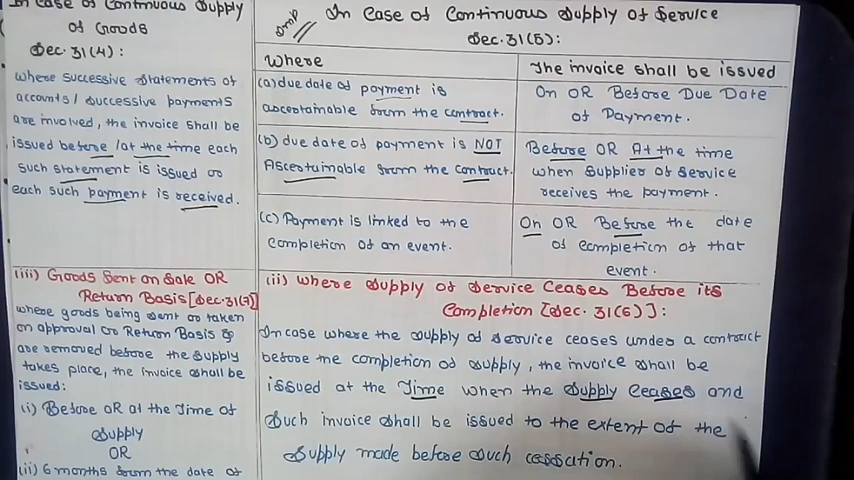 In Case of Continuous Supply
of Goods
Sec. 31(4):
where successive statements of
accounts / successive payments
are involved, the invoice shall be
issued before /at the time each
such statement is issued or
each such payment is received.
Imp
In Case of Continuous Supply of Service
Sec. 31(5):
Where
The invoice shall be issued
(a) due date of payment is
ascertainable from the contract.
On OR Before Due Date
of Payment.
(b) due date of payment is NOT
Ascertainable from the contract.
Before OR At the time
when Supplier of Service
receives the payment.
(c) Payment is linked to the
completion of an event.
On OR Before the date
of completion of that
event.
(iii) Goods Sent on Sale OR
Return Basis [Sec. 31(7)]
where goods being sent or taken
on approval or Return Basis &
are removed before the supply
takes place, the invoice shall be
issued:
(i) Before OR at the Time of
Supply
OR
(ii) 6 months from the date of
(ii) Where Supply of Service Ceases Before its
Completion [Sec. 31(6)]:
In case where the supply of service ceases under a contract
before the completion of supply, the invoice shall be
issued at the Time when the Supply Ceases and
Such invoice shall be issued to the extent of the
Supply made before such cessation.